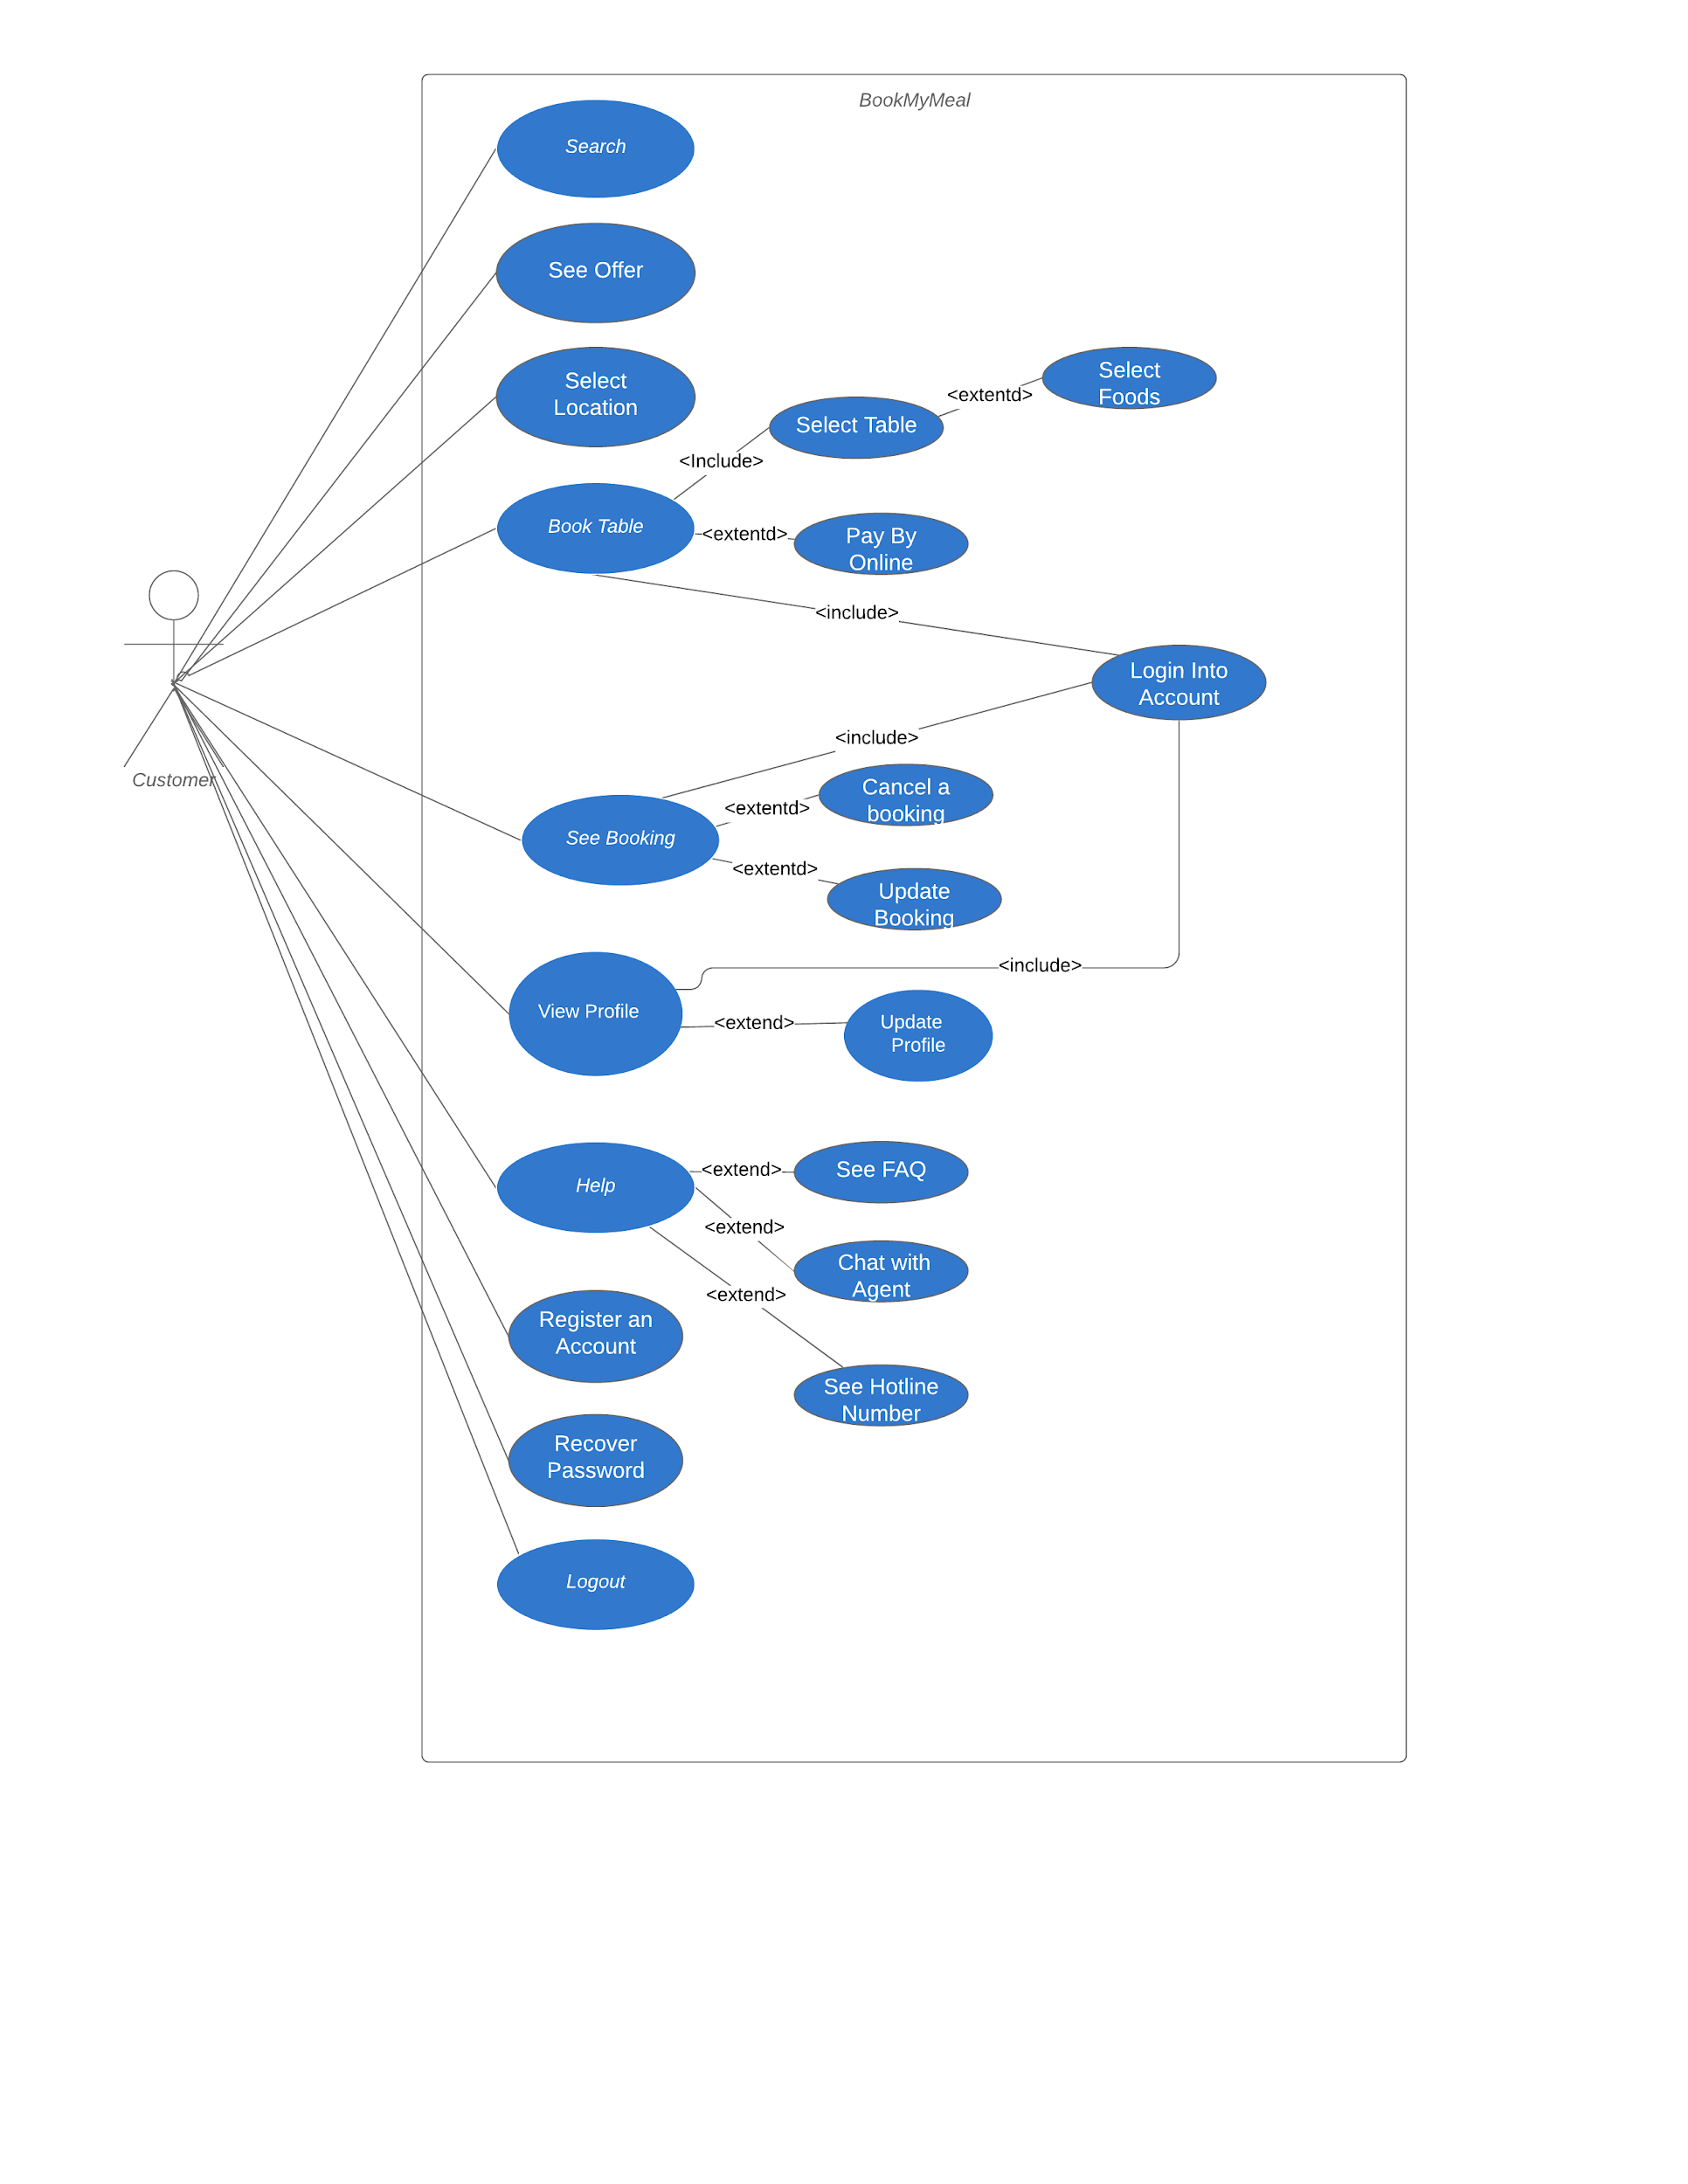 BookMyMeal
Search
See Offer
Select
Location
Select
Foods
<extentd>
Select Table
<Include>
Book Table
<extentd>
Pay By
Online
<include>
Login Into
Account
<include>
Customer
Cancel a
booking
<extentd>
See Booking
<extentd>
Update
Booking
<include>
View Profile
<extend>
Update
Profile
<extend>
See FAQ
Help
<extend>
Chat with
Agent
<extend>
Register an
Account
See Hotline
Number
Recover
Password
Logout